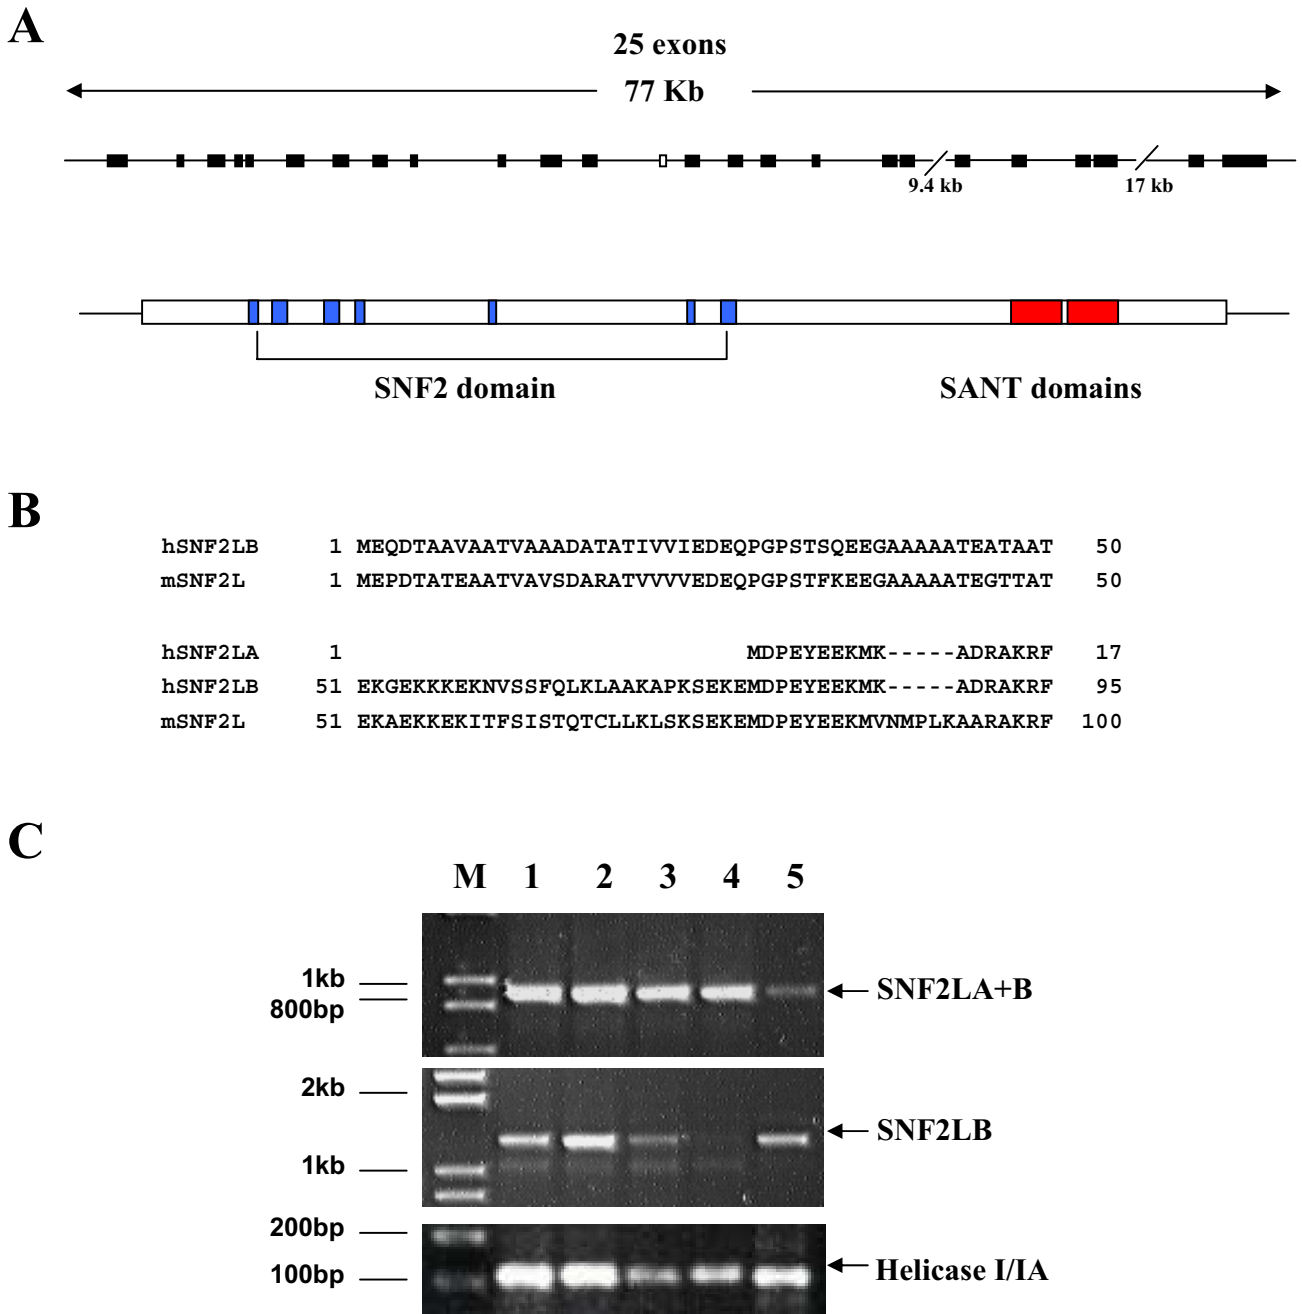 A
25 exons
77 Kb
9.4 kb 17 kb
SNF2 domain SANT domains
B
hSNF2LB 1 MEQDTAAVAATVAAADATATIVVIEDEQPGPSTSQEEGAAAAATEATAAT 50
mSNF2L 1 MEPDTATEAATVAVSDARATVVVVEDEQPGPSTFKEEGAAAAATEGTTAT 50
hSNF2LA 1 MDPEYEEKMK-----ADRAKRF 17
hSNF2LB 51 EKGEKKKEKNVSSFQLKLAAKAPKSEKEMDPEYEEKMK-----ADRAKRF 95
mSNF2L 51 EKAEKKEKITFSISTQTCLLKLSKSEKEMDPEYEEKMVNMPLKAARAKRF 100
C
M 1 2 3 4 5
1kb
800bp
SNF2LA+B
2kb
1kb
SNF2LB
200bp
100bp
Helicase I/IA